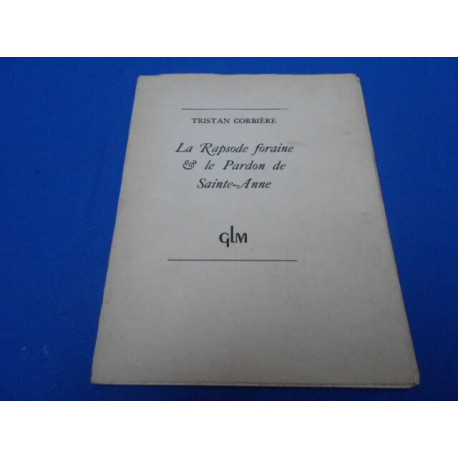 TRISTAN CORBIÈRE
La Rapsode foraine
& le Pardon de
Sainte-Anne
GLM